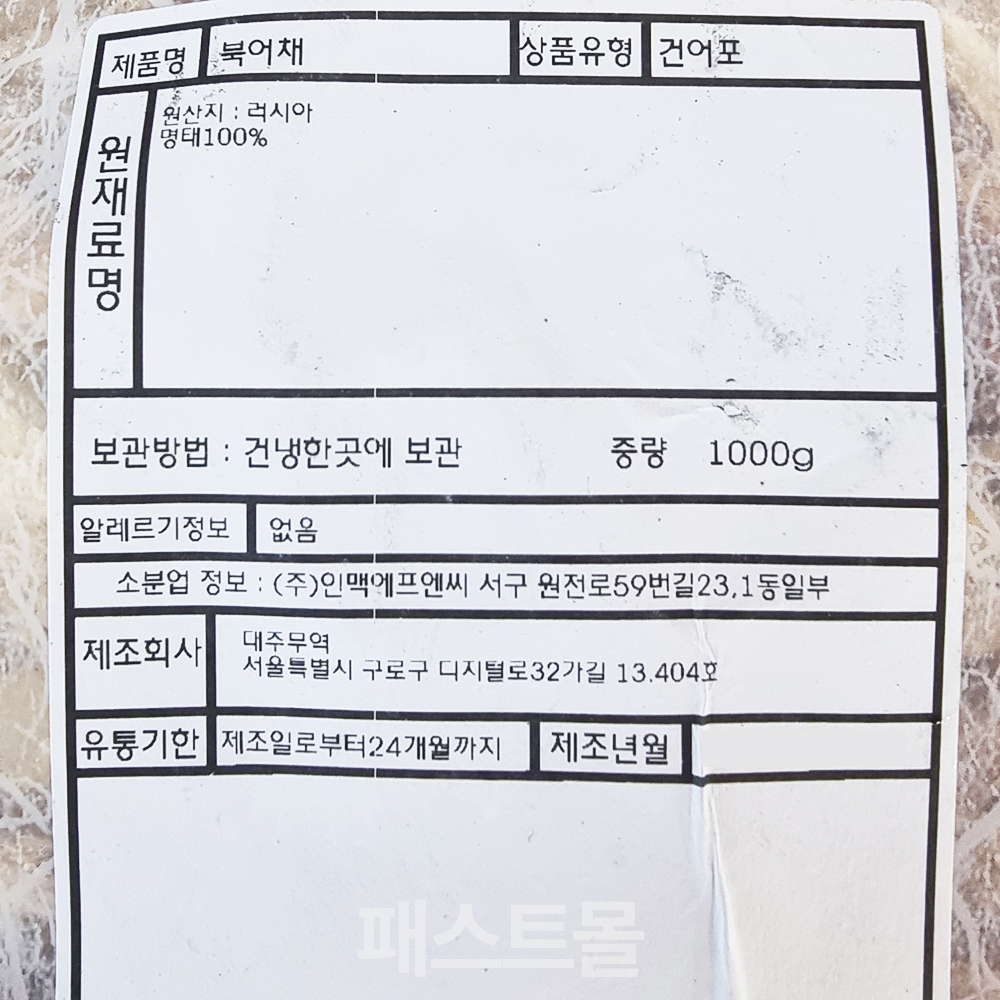 제품명 북어채 상품유형 건어포
원재료명
원산지 : 러시아
명태100%
보관방법 : 건냉한곳에 보관 중량 1000g
알레르기정보 없음
소분업 정보 : (주)인맥에프엔씨 서구 원전로59번길23,1동일부
제조회사
대주무역
서울특별시 구로구 디지털로32가길 13.404호
유통기한 제조일로부터24개월까지 제조년월
패스트몰